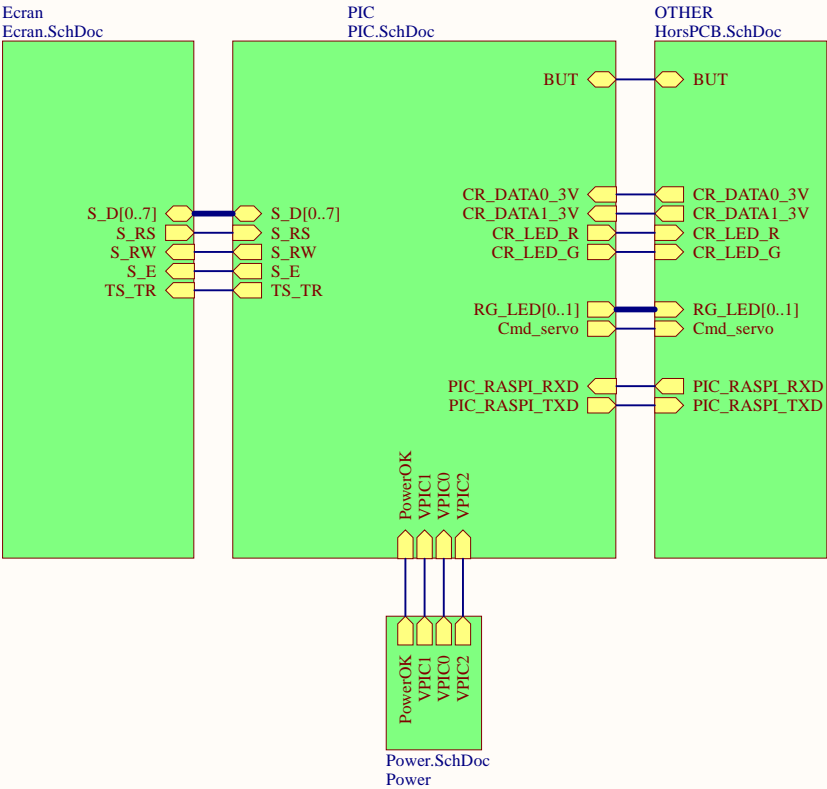 Ecran
Ecran.SchDoc
PIC
PIC.SchDoc
OTHER
HorsPCB.SchDoc
BUT
BUT
S_D[0..7]
S_RS
S_RW
S_E
TS_TR
S_D[0..7]
S_RS
S_RW
S_E
TS_TR
CR_DATA0_3V
CR_DATA1_3V
CR_LED_R
CR_LED_G
CR_DATA0_3V
CR_DATA1_3V
CR_LED_R
CR_LED_G
RG_LED[0..1]
Cmd_servo
RG_LED[0..1]
Cmd_servo
PIC_RASPI_RXD
PIC_RASPI_TXD
PIC_RASPI_RXD
PIC_RASPI_TXD
PowerOK
VPIC1
VPIC0
VPIC2
PowerOK
VPIC1
VPIC0
VPIC2
Power.SchDoc
Power